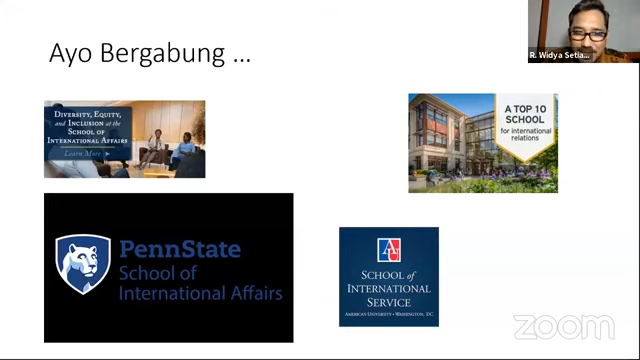 R. Widya Setia...
Ayo Bergabung ...
DIVERSITY, EQUITY,
and INCLUSION at the
SCHOOL of
INTERNATIONAL AFFAIRS
Learn More ▸
A TOP 10
SCHOOL
for international
relations
PennState
School of
International Affairs
AU
SCHOOL of
INTERNATIONAL
SERVICE
AMERICAN UNIVERSITY • WASHINGTON, DC
zoom